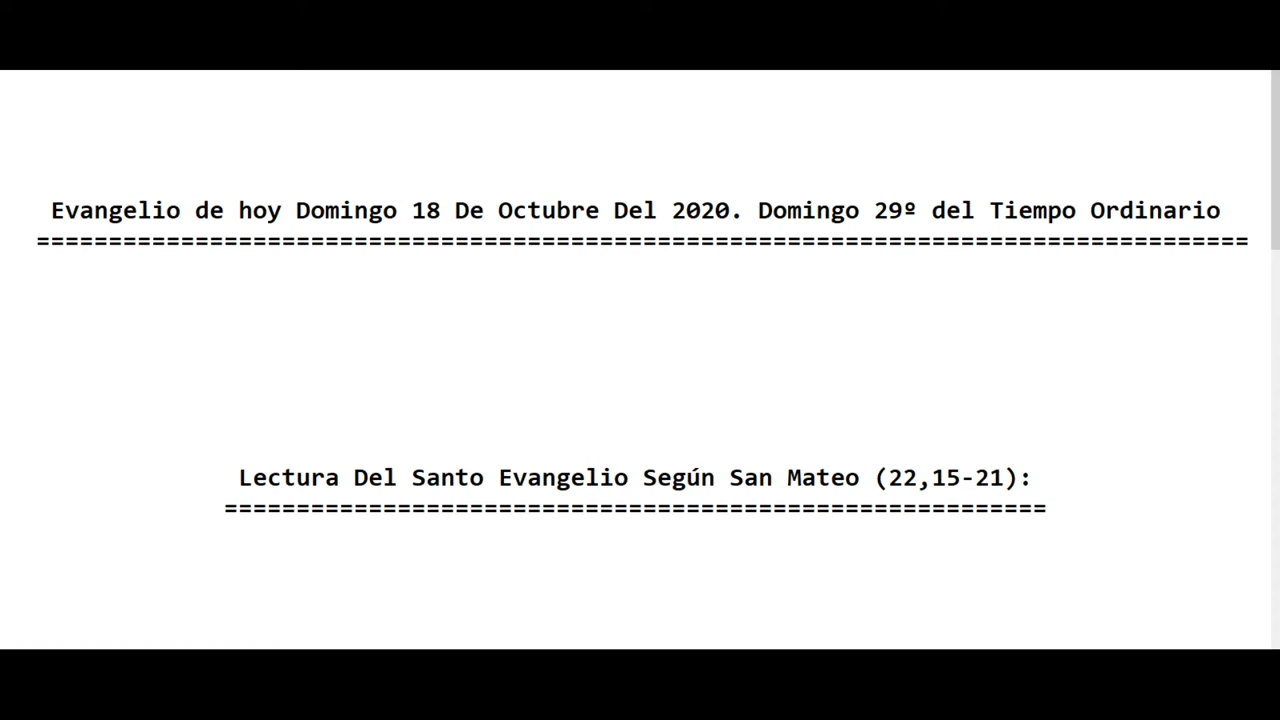 Evangelio de hoy Domingo 18 De Octubre Del 2020. Domingo 29º del Tiempo Ordinario
====================================================================================
Lectura Del Santo Evangelio Según San Mateo (22,15-21):
=========================================================